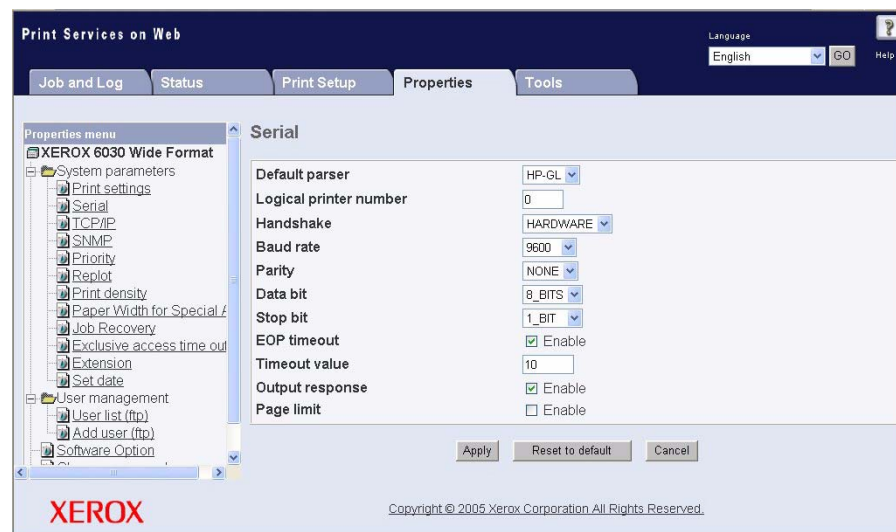 Print Services on Web
Language
English
GO
?
Help
Job and Log
Status
Print Setup
Properties
Tools
Properties menu
XEROX 6030 Wide Format
System parameters
Print settings
Serial
TCP/IP
SNMP
Priority
Replot
Print density
Paper Width for Special
Job Recovery
Exclusive access time out
Extension
Set date
User management
User list (ftp)
Add user (ftp)
Software Option
Serial
Default parser HP-GL
Logical printer number 0
Handshake HARDWARE
Baud rate 9600
Parity NONE
Data bit 8_BITS
Stop bit 1_BIT
EOP timeout Enable
Timeout value 10
Output response Enable
Page limit Enable
Apply
Reset to default
Cancel
XEROX
Copyright © 2005 Xerox Corporation All Rights Reserved.